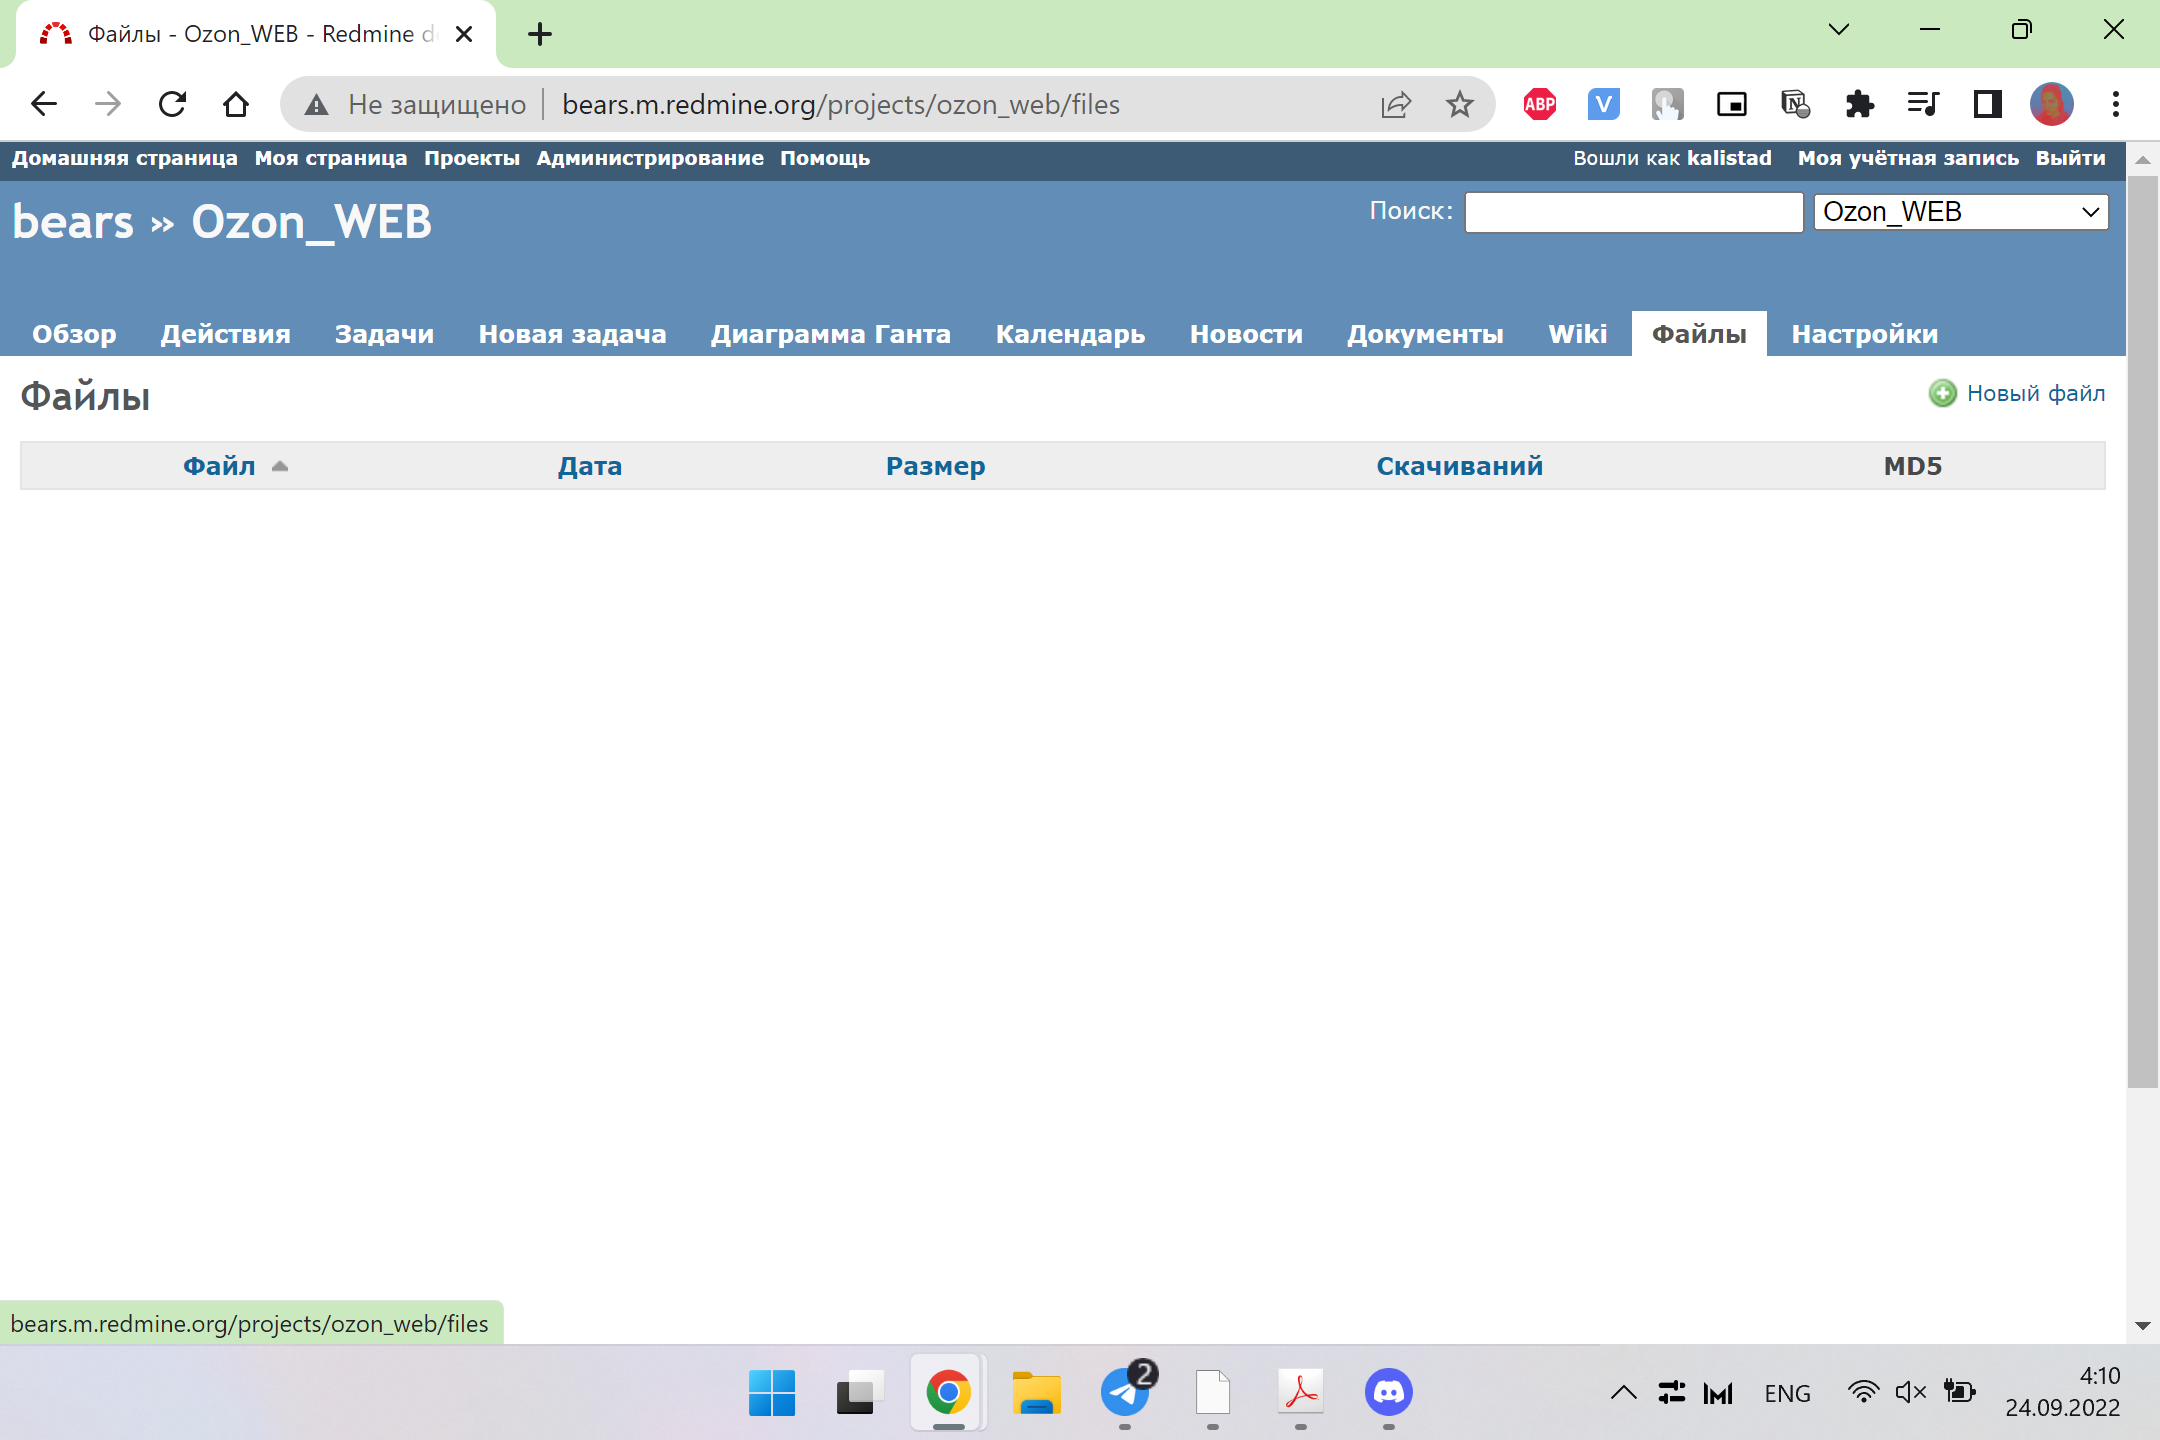 Файлы - Ozon_WEB - Redmine d
Не защищено bears.m.redmine.org/projects/ozon_web/files
ABP
V
N
Домашняя страница Моя страница Проекты Администрирование Помощь Вошли как kalistad Моя учётная запись Выйти
bears » Ozon_WEB Поиск: Ozon_WEB
Обзор Действия Задачи Новая задача Диаграмма Ганта Календарь Новости Документы Wiki Файлы Настройки
Файлы Новый файл
Файл Дата Размер Скачиваний MD5
bears.m.redmine.org/projects/ozon_web/files
2
ENG
4:10
24.09.2022